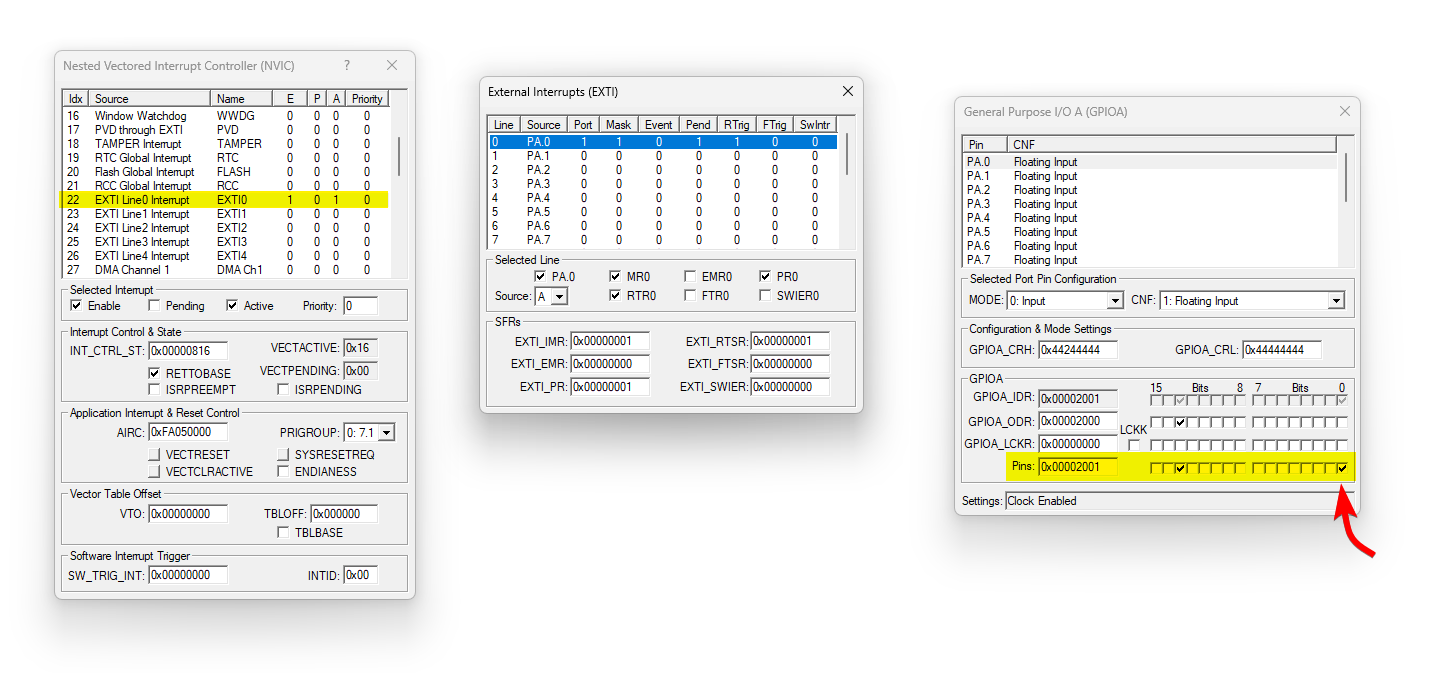 Nested Vectored Interrupt Controller (NVIC) ?
Idx Source Name E P A Priority
16 Window Watchdog WWDG 0 0 0 0
17 PVD through EXTI PVD 0 0 0 0
18 TAMPER Interrupt TAMPER 0 0 0 0
19 RTC Global Interrupt RTC 0 0 0 0
20 Flash Global Interrupt FLASH 0 0 0 0
21 RCC Global Interrupt RCC 0 0 0 0
22 EXTI Line0 Interrupt EXTI0 1 0 1 0
23 EXTI Line1 Interrupt EXTI1 0 0 0 0
24 EXTI Line2 Interrupt EXTI2 0 0 0 0
25 EXTI Line3 Interrupt EXTI3 0 0 0 0
26 EXTI Line4 Interrupt EXTI4 0 0 0 0
27 DMA Channel 1 DMA Ch1 0 0 0 0
Selected Interrupt
Enable Pending Active Priority: 0
Interrupt Control & State
INT_CTRL_ST: 0x00000816 VECTACTIVE: 0x16
RETTOBASE VECTPENDING: 0x00
ISRPREEMPT ISRPENDING
Application Interrupt & Reset Control
AIRC: 0xFA050000 PRIGROUP: 0: 7.1
VECTRESET SYSRESETREQ
VECTCLRACTIVE ENDIANESS
Vector Table Offset
VTO: 0x00000000 TBLOFF: 0x000000
TBLBASE
Software Interrupt Trigger
SW_TRIG_INT: 0x00000000 INTID: 0x00
External Interrupts (EXTI)
Line Source Port Mask Event Pend RTrig FTrig SwIntr
0 PA.0 1 1 0 1 1 0 0
1 PA.1 0 0 0 0 0 0 0
2 PA.2 0 0 0 0 0 0 0
3 PA.3 0 0 0 0 0 0 0
4 PA.4 0 0 0 0 0 0 0
5 PA.5 0 0 0 0 0 0 0
6 PA.6 0 0 0 0 0 0 0
7 PA.7 0 0 0 0 0 0 0
Selected Line
PA.0 MR0 EMR0 PR0
Source: A RTR0 FTR0 SWIER0
SFRs
EXTI_IMR: 0x00000001 EXTI_RTSR: 0x00000001
EXTI_EMR: 0x00000000 EXTI_FTSR: 0x00000000
EXTI_PR: 0x00000001 EXTI_SWIER: 0x00000000
General Purpose I/O A (GPIOA)
Pin CNF
PA.0 Floating Input
PA.1 Floating Input
PA.2 Floating Input
PA.3 Floating Input
PA.4 Floating Input
PA.5 Floating Input
PA.6 Floating Input
PA.7 Floating Input
Selected Port Pin Configuration
MODE: 0: Input CNF: 1: Floating Input
Configuration & Mode Settings
GPIOA_CRH: 0x44244444 GPIOA_CRL: 0x44444444
GPIOA 15 Bits 8 7 Bits 0
GPIOA_IDR: 0x00002001
GPIOA_ODR: 0x00002000 LCKK
GPIOA_LCKR: 0x00000000
Pins: 0x00002001
Settings: Clock Enabled